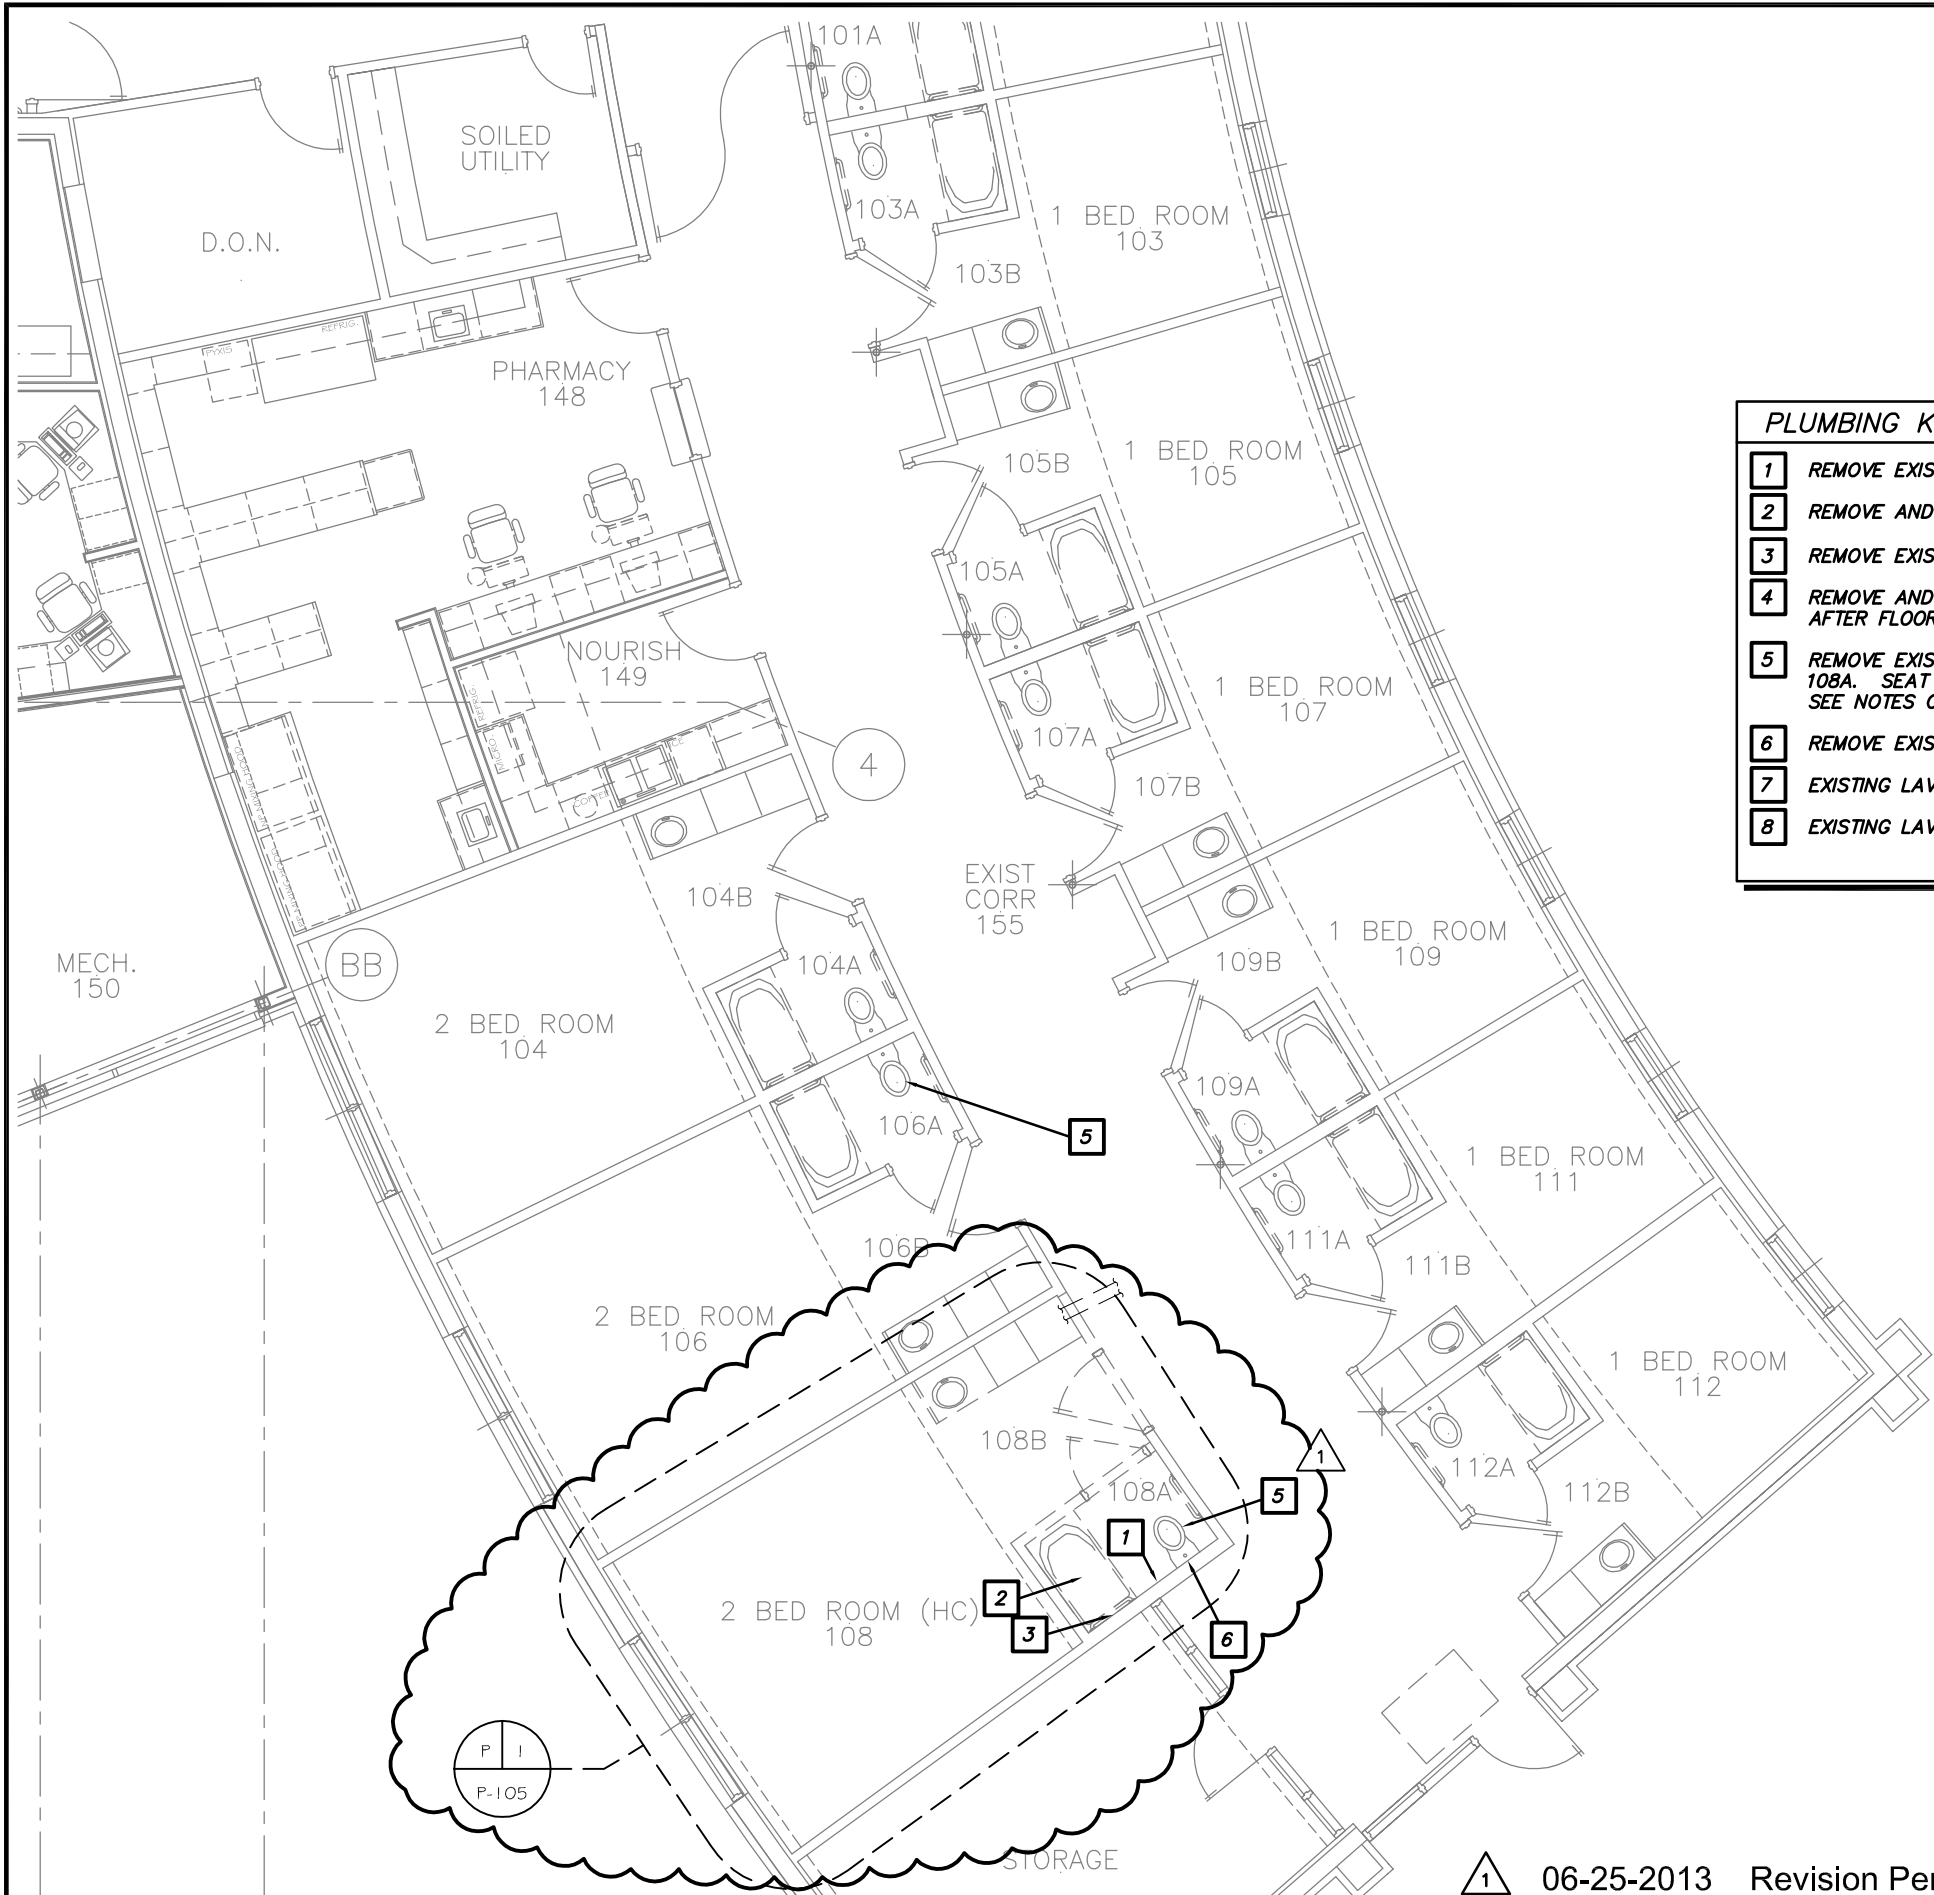 101A
SOILED
UTILITY
D.O.N.
103A
1 BED ROOM
103
103B
REFRIG.
PYXIS
PHARMACY
148
105B
1 BED ROOM
105
105A
NOURISH
149
REFRIG.
MICRO.
ICE
COFFEE
1 BED ROOM
107
107A
107B
4
104B
EXIST
CORR
155
1 BED ROOM
109
109B
MECH.
150
BB
104A
2 BED ROOM
104
109A
106A
5
1 BED ROOM
111
111A
111B
106B
2 BED ROOM
106
1 BED ROOM
112
108B
108A
5
1
112A
112B
1
2
3
6
2 BED ROOM (HC)
108
P 1
P-105
STORAGE
PLUMBING K
1 REMOVE EXIS
2 REMOVE AND
3 REMOVE EXIS
4 REMOVE AND
AFTER FLOOR
5 REMOVE EXIS
108A. SEAT
SEE NOTES O
6 REMOVE EXIS
7 EXISTING LAV
8 EXISTING LAV
1 06-25-2013 Revision Per